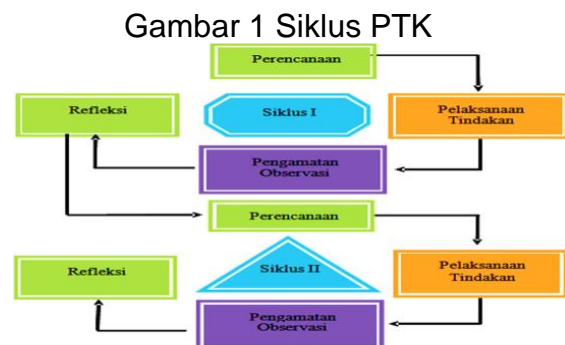 Gambar 1 Siklus PTK
Perencanaan
Refleksi
Siklus I
Pelaksanaan
Tindakan
Pengamatan
Observasi
Perencanaan
Refleksi
Siklus II
Pelaksanaan
Tindakan
Pengamatan
Observasi